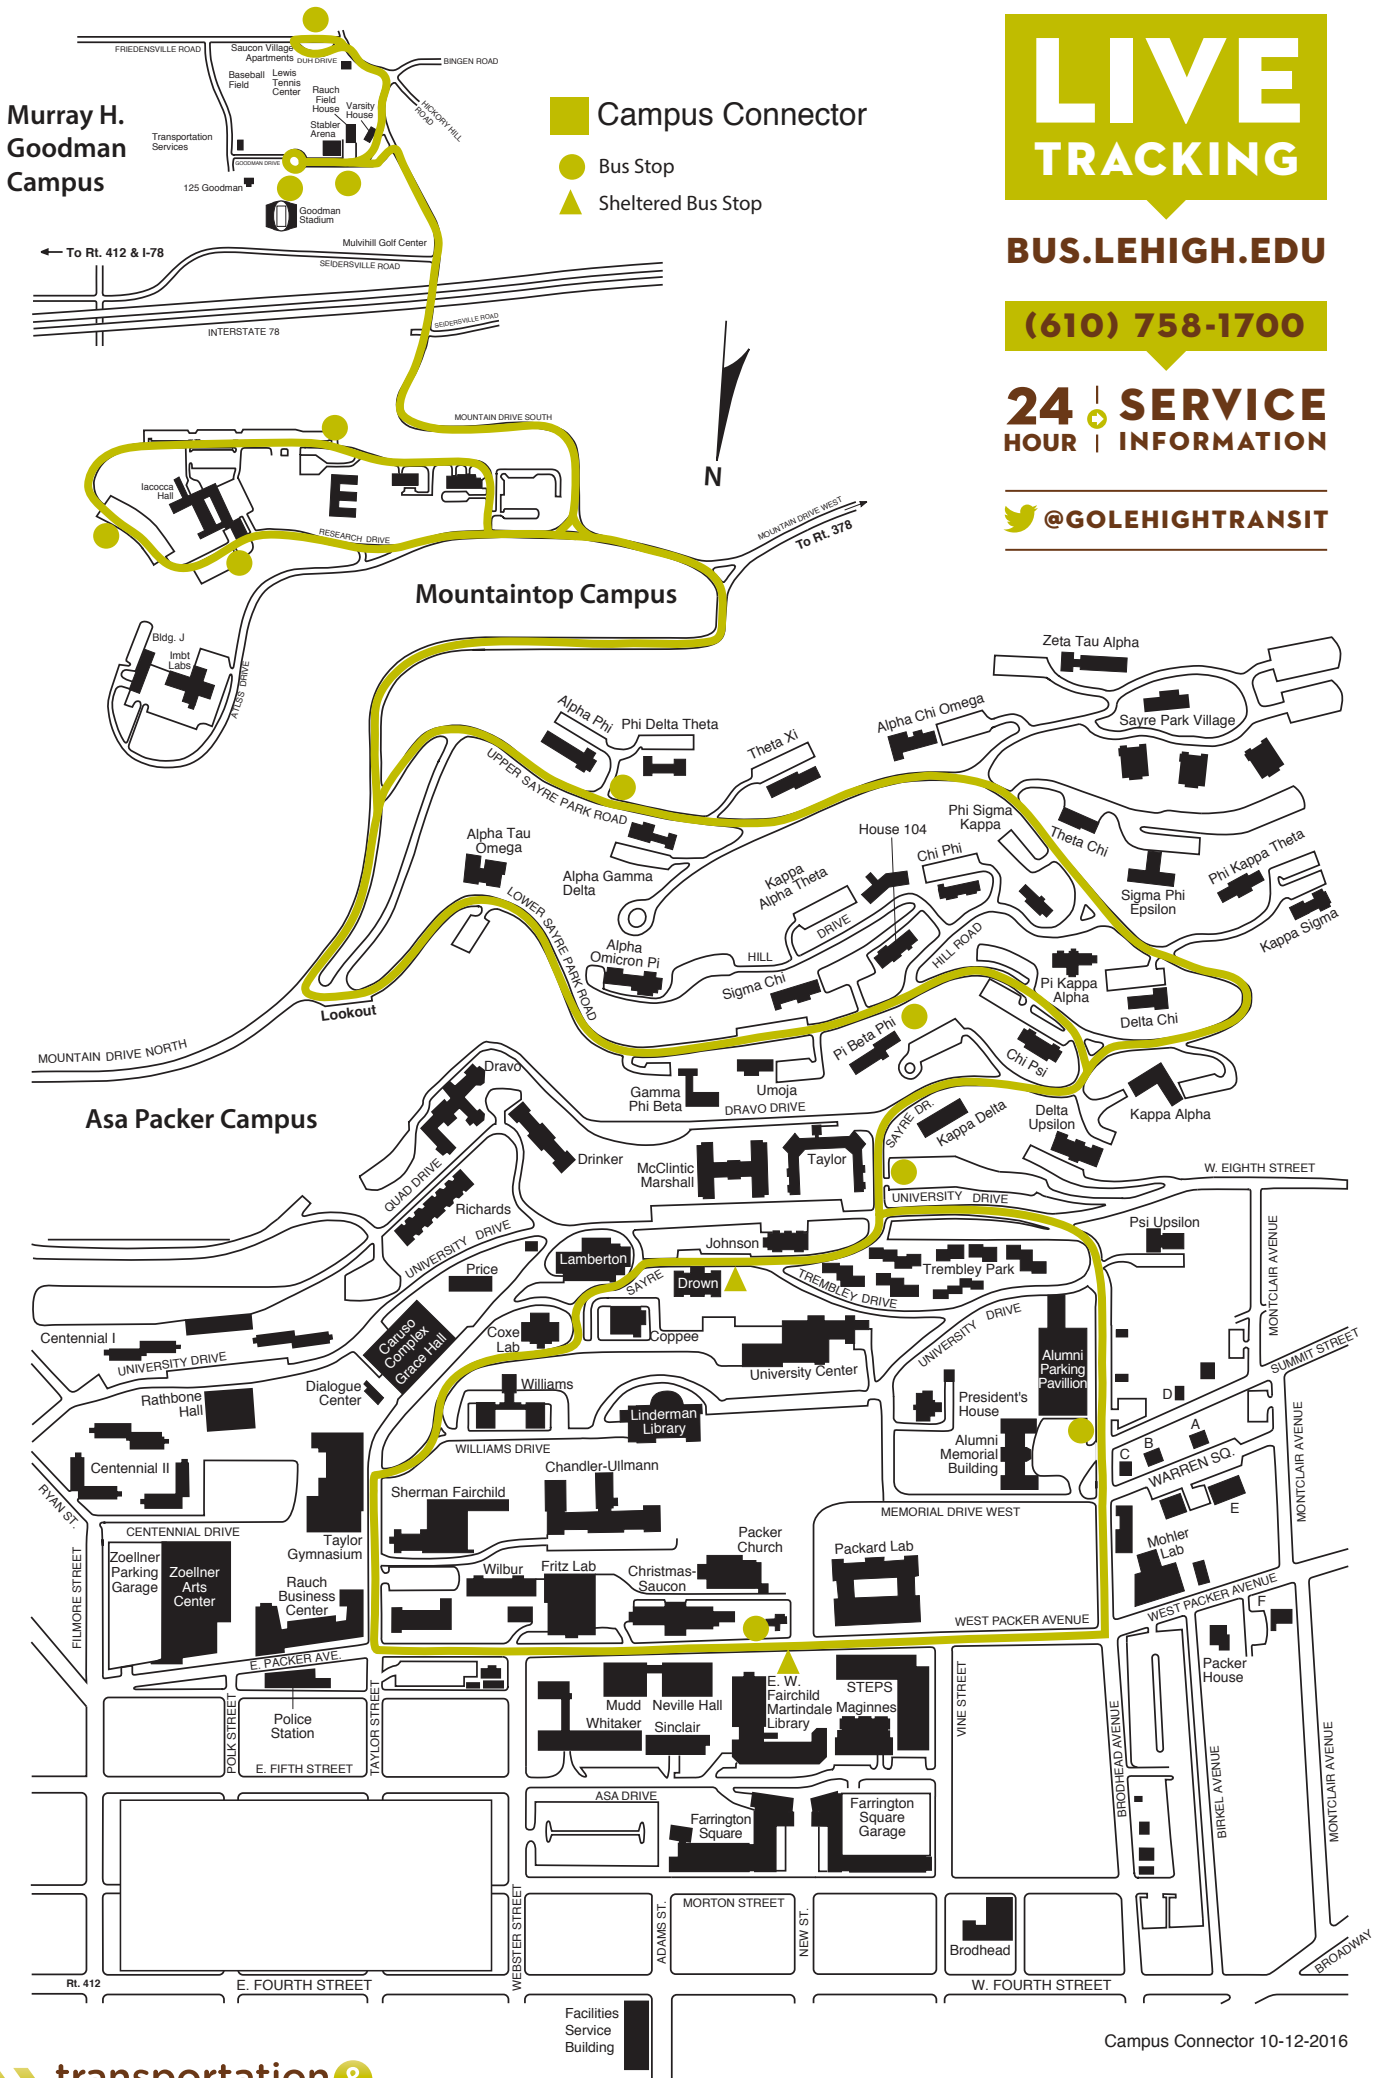 FRIEDENSVILLE ROAD
Saucon Village
Apartments
DUH DRIVE
BINGEN ROAD
Baseball
Field
Lewis
Tennis
Center
Rauch
Field
House
Varsity
House
HICKORY HILL
ROAD
Stabler
Arena
Transportation
Services
GOODMAN DRIVE
125 Goodman
Goodman
Stadium
Murray H.
Goodman
Campus
Campus Connector
Bus Stop
Sheltered Bus Stop
LIVE
TRACKING
BUS.LEHIGH.EDU
(610) 758-1700
24
HOUR
SERVICE
INFORMATION
@GOLEHIGHTRANSIT
To Rt. 412 & I-78
Mulvihill Golf Center
SEIDERSVILLE ROAD
INTERSTATE 78
SEIDERSVILLE ROAD
MOUNTAIN DRIVE SOUTH
N
Iacocca
Hall
E
RESEARCH DRIVE
MOUNTAIN DRIVE WEST
To Rt. 378
Mountaintop Campus
Bldg. J
Imbt
Labs
ATLSS DRIVE
Zeta Tau Alpha
Sayre Park Village
Alpha Chi Omega
Alpha Phi
Phi Delta Theta
Theta Xi
UPPER SAYRE PARK ROAD
Phi Sigma
Kappa
Theta Chi
House 104
Chi Phi
Alpha Tau
Omega
Alpha Gamma
Delta
Kappa
Alpha Theta
Sigma Phi
Epsilon
Phi Kappa Theta
Kappa Sigma
LOWER SAYRE PARK ROAD
Alpha
Omicron Pi
HILL
DRIVE
HILL ROAD
Sigma Chi
Pi Kappa
Alpha
Delta Chi
Lookout
MOUNTAIN DRIVE NORTH
Pi Beta Phi
Chi Psi
Gamma
Phi Beta
Umoja
DRAVO DRIVE
Kappa Alpha
Asa Packer Campus
Dravo
SAYRE DR.
Kappa Delta
Delta
Upsilon
Drinker
McClintic
Marshall
Taylor
W. EIGHTH STREET
QUAD DRIVE
Richards
UNIVERSITY DRIVE
UNIVERSITY DRIVE
Psi Upsilon
MONTCLAIR AVENUE
Johnson
Lamberton
Price
SAYRE
Drown
TREMBLEY DRIVE
Trembley Park
Centennial I
UNIVERSITY DRIVE
Caruso
Complex
Grace Hall
Coxe
Lab
Coppee
University Center
UNIVERSITY DRIVE
Alumni
Parking
Pavillion
SUMMIT STREET
Dialogue
Center
Williams
Linderman
Library
President's
House
D
Rathbone
Hall
WILLIAMS DRIVE
Alumni
Memorial
Building
A
B
C
WARREN SQ.
E
MONTCLAIR AVENUE
Centennial II
RYAN ST.
Chandler-Ullmann
Sherman Fairchild
MEMORIAL DRIVE WEST
CENTENNIAL DRIVE
Taylor
Gymnasium
Packer
Church
Packard Lab
Mohler
Lab
Zoellner
Parking
Garage
Zoellner
Arts
Center
Rauch
Business
Center
Wilbur
Fritz Lab
Christmas-
Saucon
WEST PACKER AVENUE
WEST PACKER AVENUE
F
FILMORE STREET
E. PACKER AVE.
Packer
House
Police
Station
POLK STREET
TAYLOR STREET
Mudd
Neville Hall
Whitaker
Sinclair
E. W.
Fairchild
Martindale
Library
STEPS
Maginnes
VINE STREET
E. FIFTH STREET
ASA DRIVE
Farrington
Square
Farrington
Square
Garage
BRODHEAD AVENUE
BIRKEL AVENUE
MONTCLAIR AVENUE
WEBSTER STREET
ADAMS ST.
MORTON STREET
NEW ST.
Brodhead
BROADWAY
Rt. 412
E. FOURTH STREET
W. FOURTH STREET
Facilities
Service
Building
Campus Connector 10-12-2016
transportation &